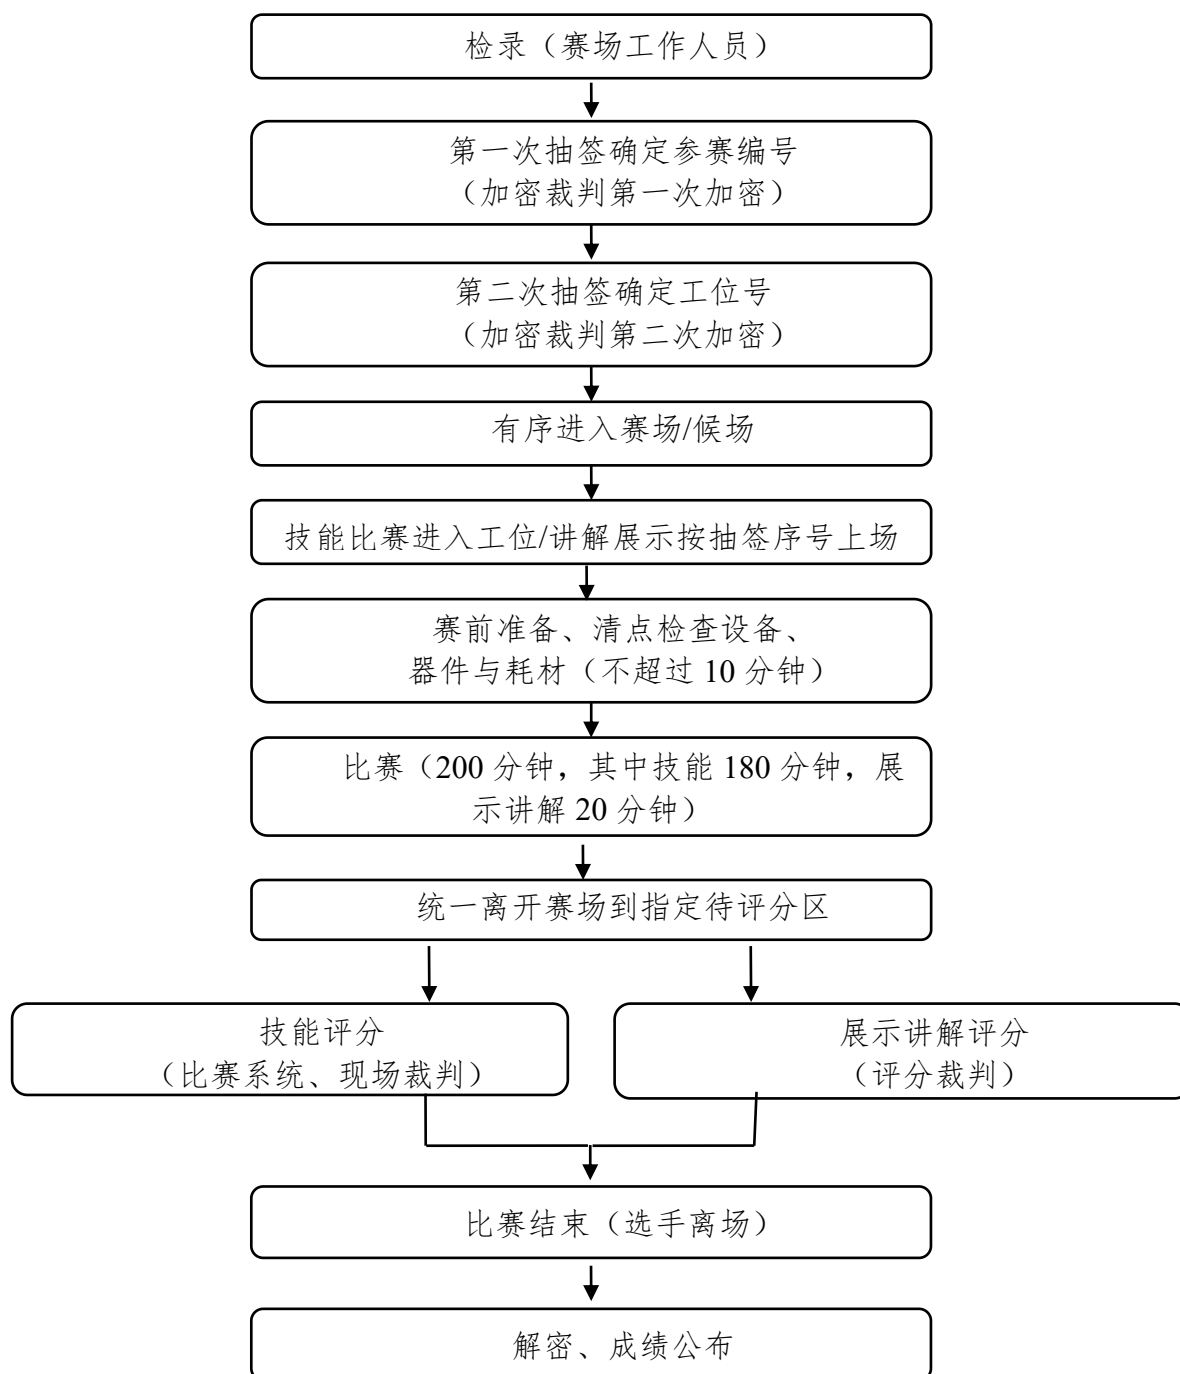 检录（赛场工作人员）
第一次抽签确定参赛编号
（加密裁判第一次加密）
第二次抽签确定工位号
（加密裁判第二次加密）
有序进入赛场/候场
技能比赛进入工位/讲解展示按抽签序号上场
赛前准备、清点检查设备、
器件与耗材（不超过 10 分钟）
比赛（200 分钟，其中技能 180 分钟，展
示讲解 20 分钟）
统一离开赛场到指定待评分区
技能评分
（比赛系统、现场裁判）
展示讲解评分
（评分裁判）
比赛结束（选手离场）
解密、成绩公布